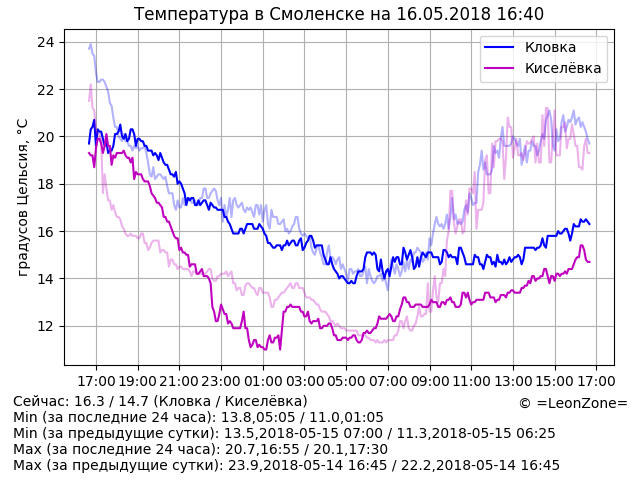 Температура в Смоленске на 16.05.2018 16:40
Кловка
Киселёвка
градусов Цельсия, °C
24
22
20
18
16
14
12
17:00 19:00 21:00 23:00 01:00 03:00 05:00 07:00 09:00 11:00 13:00 15:00 17:00
Сейчас: 16.3 / 14.7 (Кловка / Киселёвка)
© =LeonZone=
Min (за последние 24 часа): 13.8,05:05 / 11.0,01:05
Min (за предыдущие сутки): 13.5,2018-05-15 07:00 / 11.3,2018-05-15 06:25
Max (за последние 24 часа): 20.7,16:55 / 20.1,17:30
Max (за предыдущие сутки): 23.9,2018-05-14 16:45 / 22.2,2018-05-14 16:45